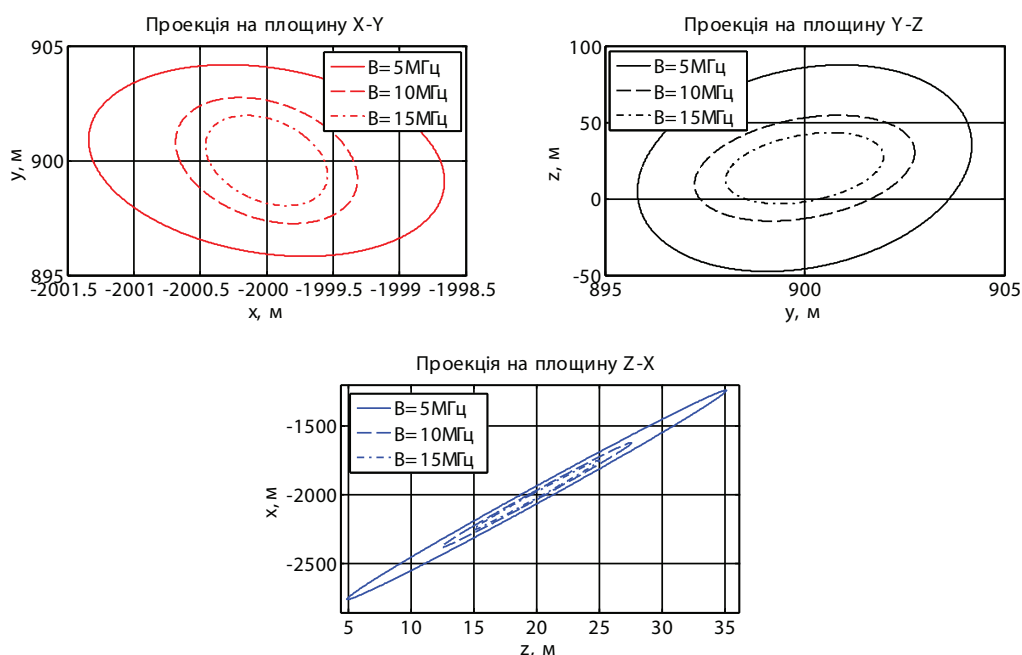 Проекція на площину X-Y
905
900
895
y, м
-2001.5 -2001 -2000.5 -2000 -1999.5 -1999 -1998.5
x, м
B= 5МГц
B= 10МГц
B= 15МГц
Проекція на площину Y-Z
100
50
0
-50
z, м
895 900 905
y, м
B= 5МГц
B= 10МГц
B= 15МГц
Проекція на площину Z-X
-1500
-2000
-2500
x, м
5 10 15 20 25 30 35
z, м
B= 5МГц
B= 10МГц
B= 15МГц